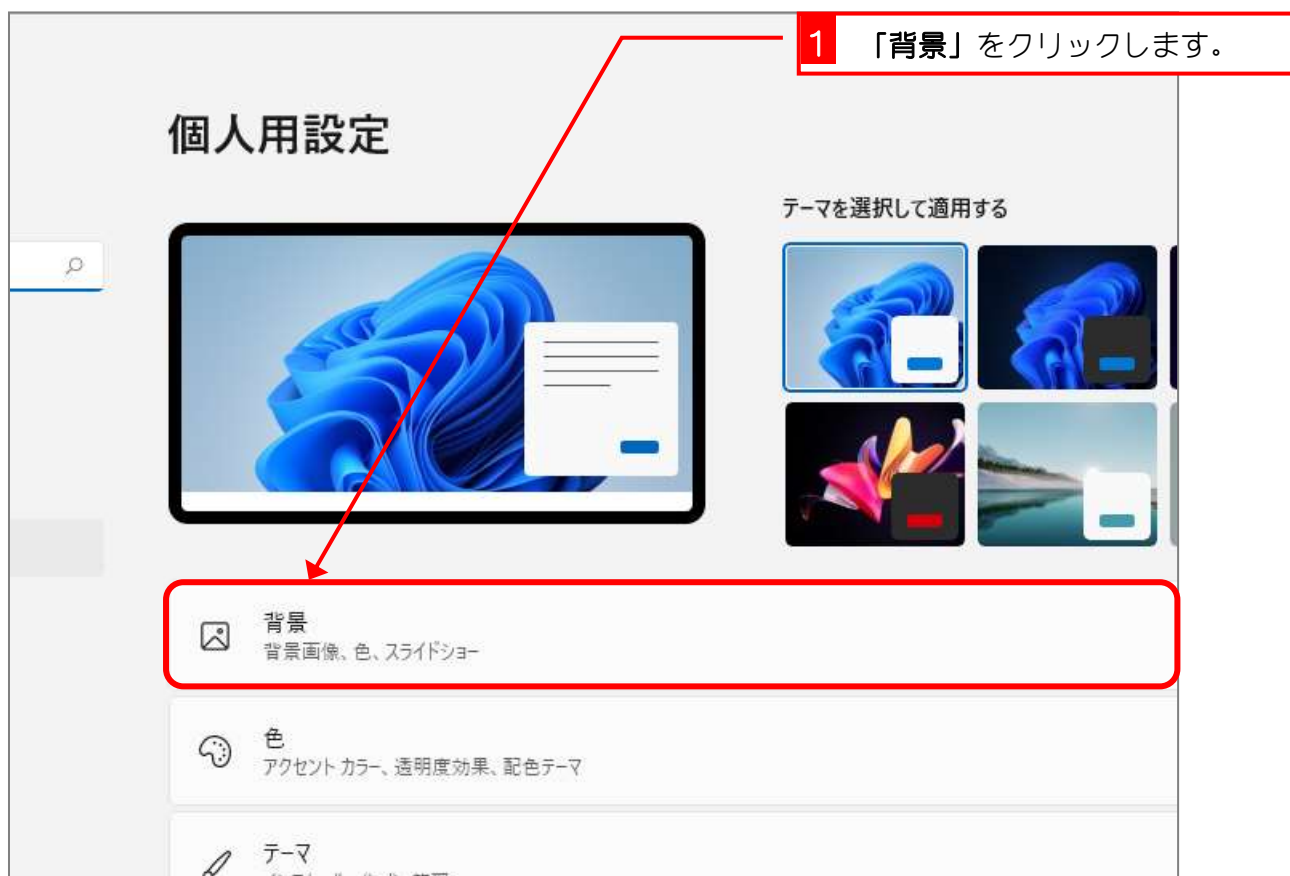 1 「背景」をクリックします。
個人用設定
テーマを選択して適用する
背景
背景画像、色、スライドショー
色
アクセント カラー、透明度効果、配色テーマ
テーマ